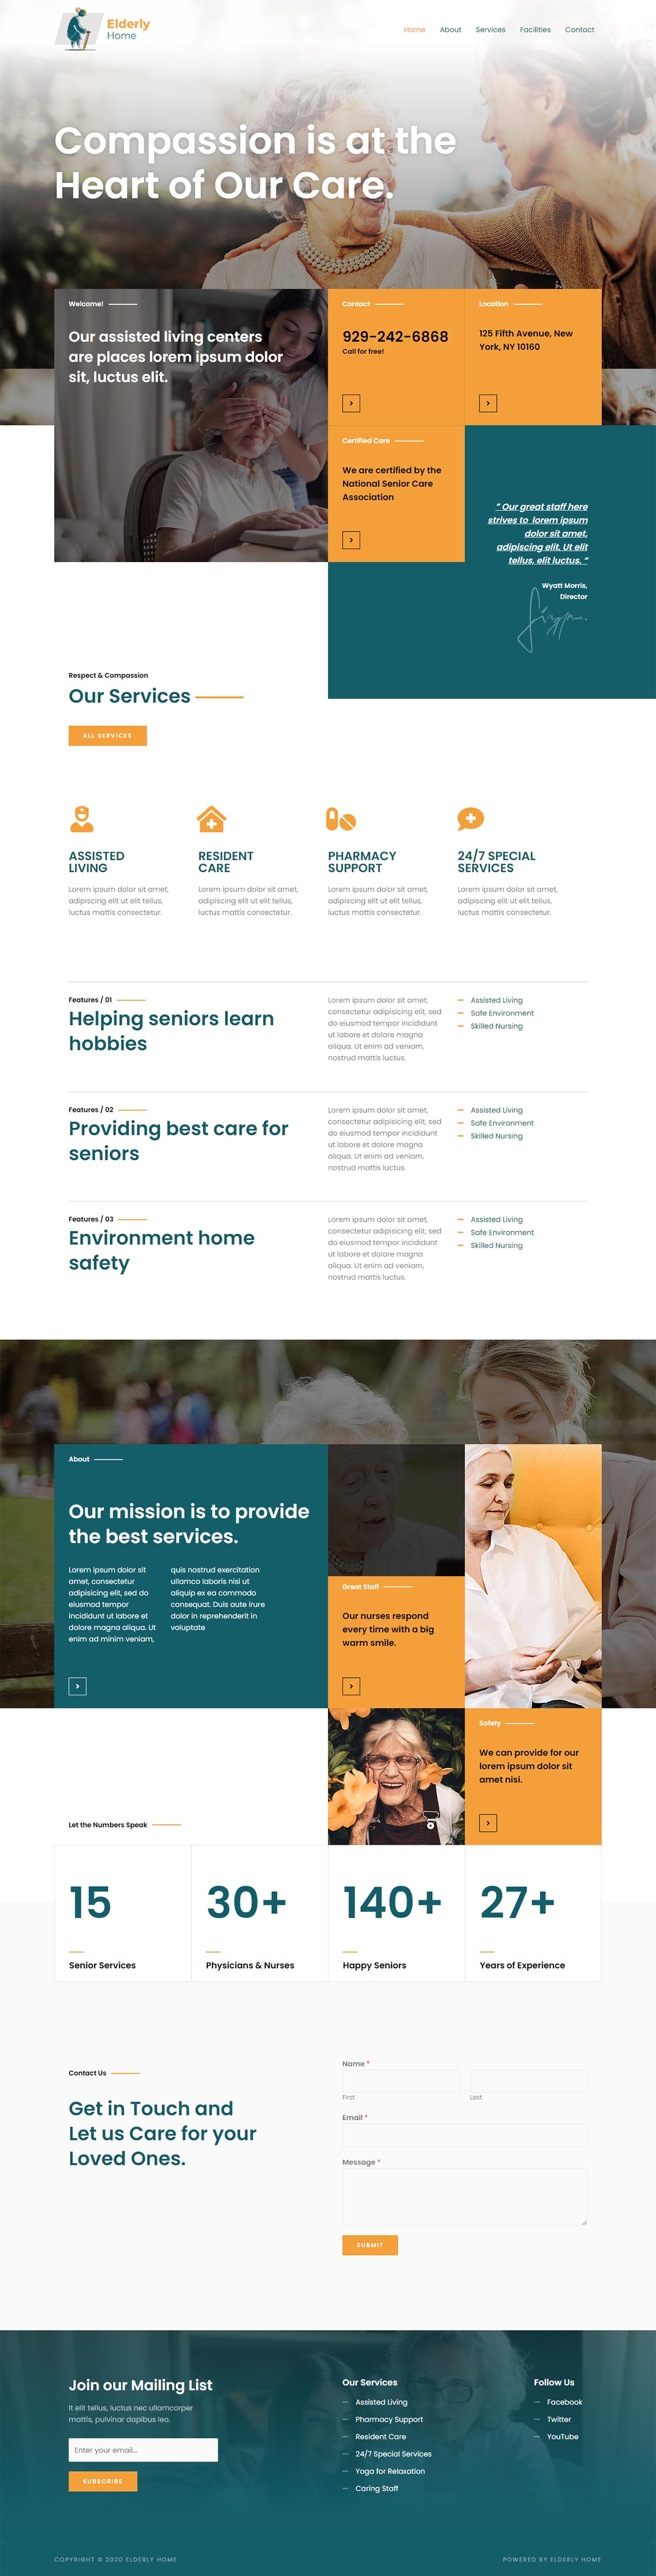 Elderly
Home
Home
About
Services
Facilities
Contact
Compassion is at the
Heart of Our Care.
Welcome!
Our assisted living centers
are places lorem ipsum dolor
sit, luctus elit.
Contact
929-242-6868
Call for free!
Location
125 Fifth Avenue, New
York, NY 10160
Certified Care
We are certified by the
National Senior Care
Association
" Our great staff here
strives to lorem ipsum
dolor sit amet,
adipiscing elit. Ut elit
tellus, elit luctus. "
Wyatt Morris,
Director
Respect & Compassion
Our Services
ALL SERVICES
ASSISTED
LIVING
Lorem ipsum dolor sit amet,
adipiscing elit ut elit tellus,
luctus mattis consectetur.
RESIDENT
CARE
Lorem ipsum dolor sit amet,
adipiscing elit ut elit tellus,
luctus mattis consectetur.
PHARMACY
SUPPORT
Lorem ipsum dolor sit amet,
adipiscing elit ut elit tellus,
luctus mattis consectetur.
24/7 SPECIAL
SERVICES
Lorem ipsum dolor sit amet,
adipiscing elit ut elit tellus,
luctus mattis consectetur.
Features / 01
Helping seniors learn
hobbies
Lorem ipsum dolor sit amet,
consectetur adipiscing elit, sed
do eiusmod tempor incididunt
ut labore et dolore magna
aliqua. Ut enim ad veniam,
nostrud mattis luctus.
Assisted Living
Safe Environment
Skilled Nursing
Features / 02
Providing best care for
seniors
Lorem ipsum dolor sit amet,
consectetur adipiscing elit, sed
do eiusmod tempor incididunt
ut labore et dolore magna
aliqua. Ut enim ad veniam,
nostrud mattis luctus.
Assisted Living
Safe Environment
Skilled Nursing
Features / 03
Environment home
safety
Lorem ipsum dolor sit amet,
consectetur adipiscing elit, sed
do eiusmod tempor incididunt
ut labore et dolore magna
aliqua. Ut enim ad veniam,
nostrud mattis luctus.
Assisted Living
Safe Environment
Skilled Nursing
About
Our mission is to provide
the best services.
Lorem ipsum dolor sit
amet, consectetur
adipisicing elit, sed do
eiusmod tempor
incididunt ut labore et
dolore magna aliqua. Ut
enim ad minim veniam,
quis nostrud exercitation
ullamco laboris nisi ut
aliquip ex ea commodo
consequat. Duis aute irure
dolor in reprehenderit in
voluptate
Great Staff
Our nurses respond
every time with a big
warm smile.
Safety
We can provide for our
lorem ipsum dolor sit
amet nisi.
Let the Numbers Speak
15
Senior Services
30+
Physicians & Nurses
140+
Happy Seniors
27+
Years of Experience
Contact Us
Get in Touch and
Let us Care for your
Loved Ones.
Name *
First
Last
Email *
Message *
SUBMIT
Join our Mailing List
It elit tellus, luctus nec ullamcorper
mattis, pulvinar dapibus leo.
Enter your email...
SUBSCRIBE
Our Services
Assisted Living
Pharmacy Support
Resident Care
24/7 Special Services
Yoga for Relaxation
Caring Staff
Follow Us
Facebook
Twitter
YouTube
COPYRIGHT © 2020 ELDERLY HOME
POWERED BY ELDERLY HOME